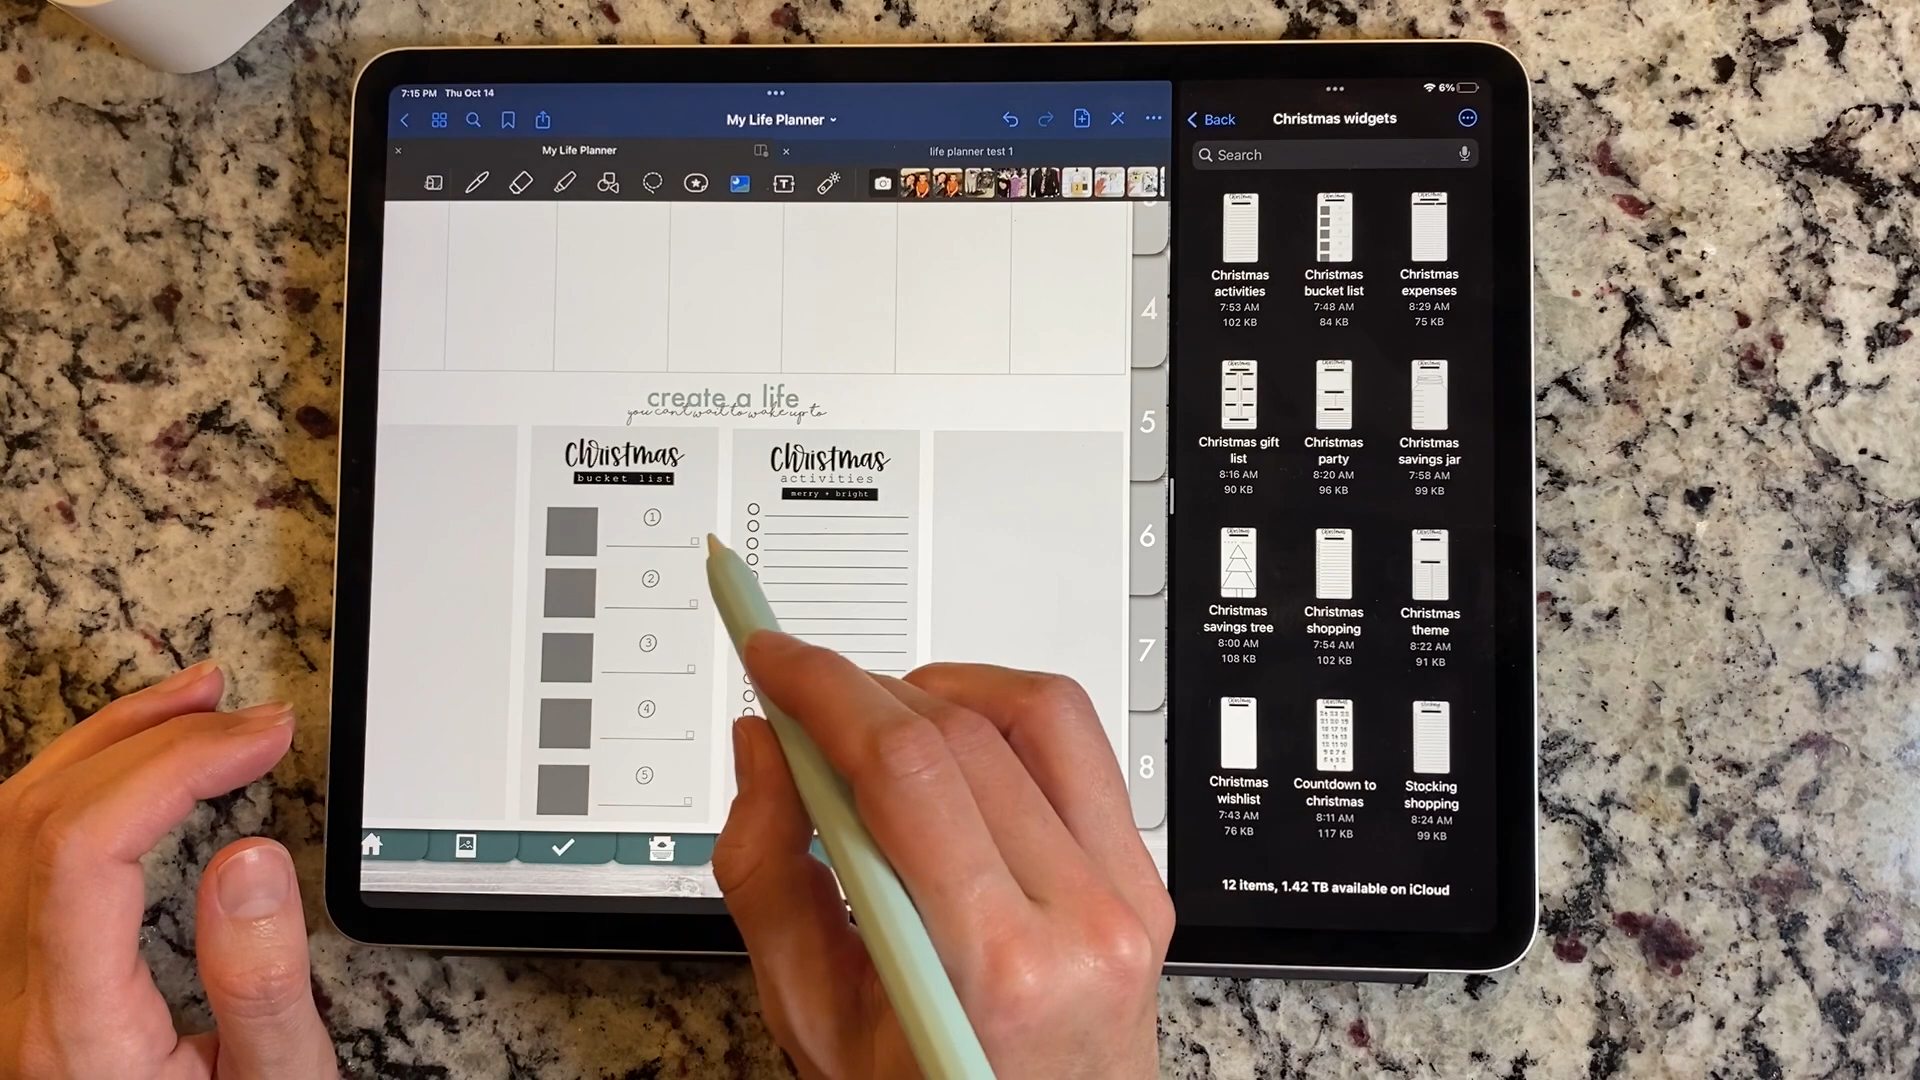 7:15 PM Thu Oct 14
My Life Planner
My Life Planner
life planner test 1
create a life
you can't wait to wake up to
Christmas
bucket list
1
2
3
4
5
Christmas
activities
merry + bright
4
5
6
7
8
6%
Back
Christmas widgets
Search
Christmas
activities
7:53 AM
102 KB
Christmas
bucket list
7:48 AM
84 KB
Christmas
expenses
8:29 AM
75 KB
Christmas gift
list
8:16 AM
90 KB
Christmas
party
8:20 AM
96 KB
Christmas
savings jar
7:58 AM
99 KB
Christmas
savings tree
8:00 AM
108 KB
Christmas
shopping
7:54 AM
102 KB
Christmas
theme
8:22 AM
91 KB
Christmas
wishlist
7:43 AM
76 KB
Countdown to
christmas
8:11 AM
117 KB
Stocking
shopping
8:24 AM
99 KB
12 items, 1.42 TB available on iCloud